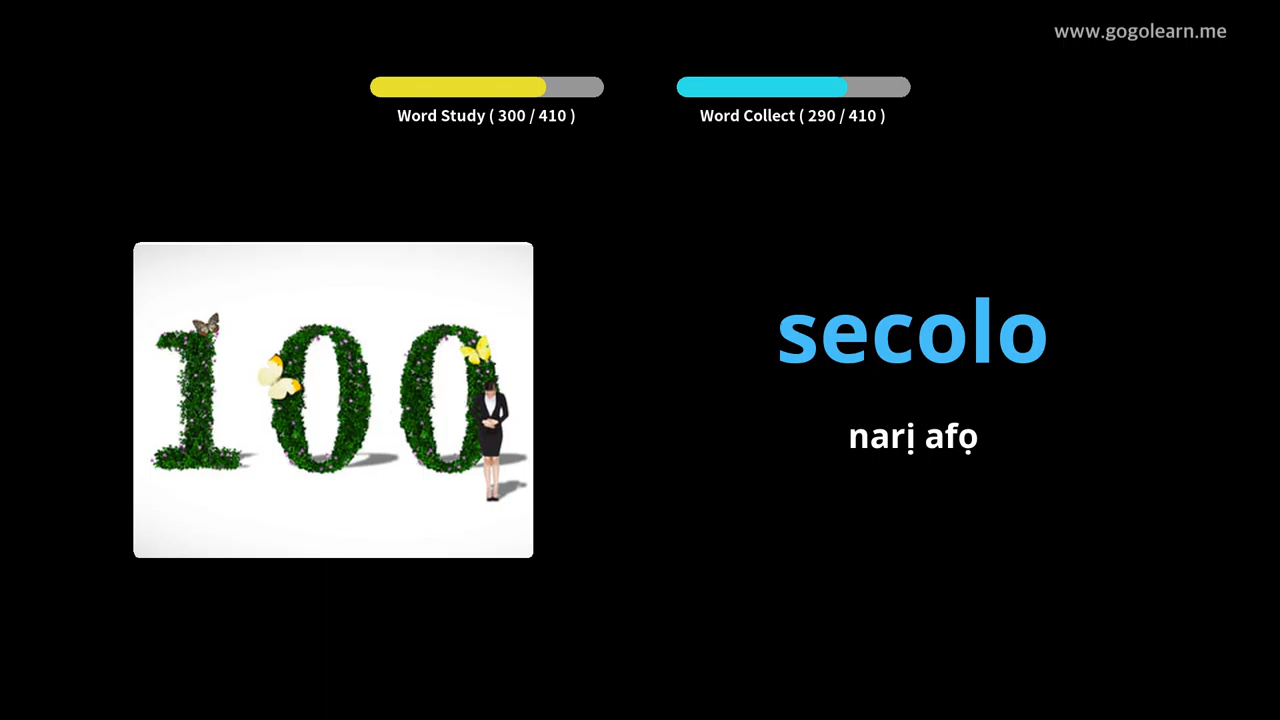 www.gogolearn.me
Word Study ( 300 / 410 )
Word Collect ( 290 / 410 )
100
secolo
narị afọ